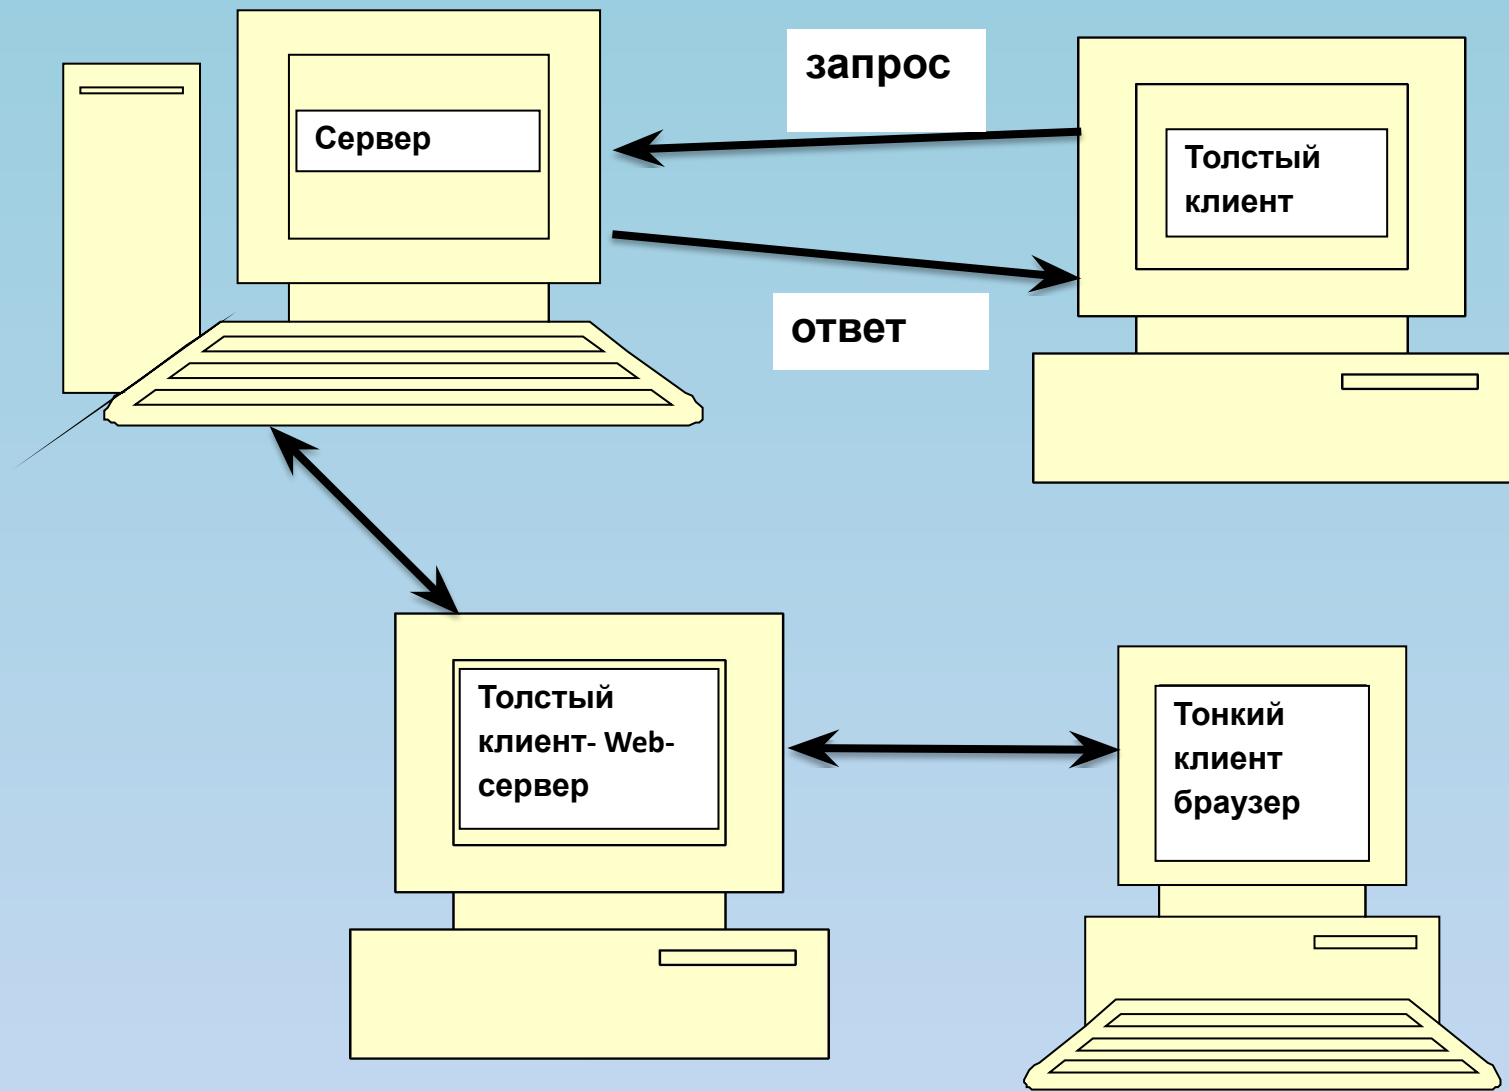 запрос
Сервер
Толстый
клиент
ответ
Толстый
клиент- Web-
сервер
Тонкий
клиент
браузер